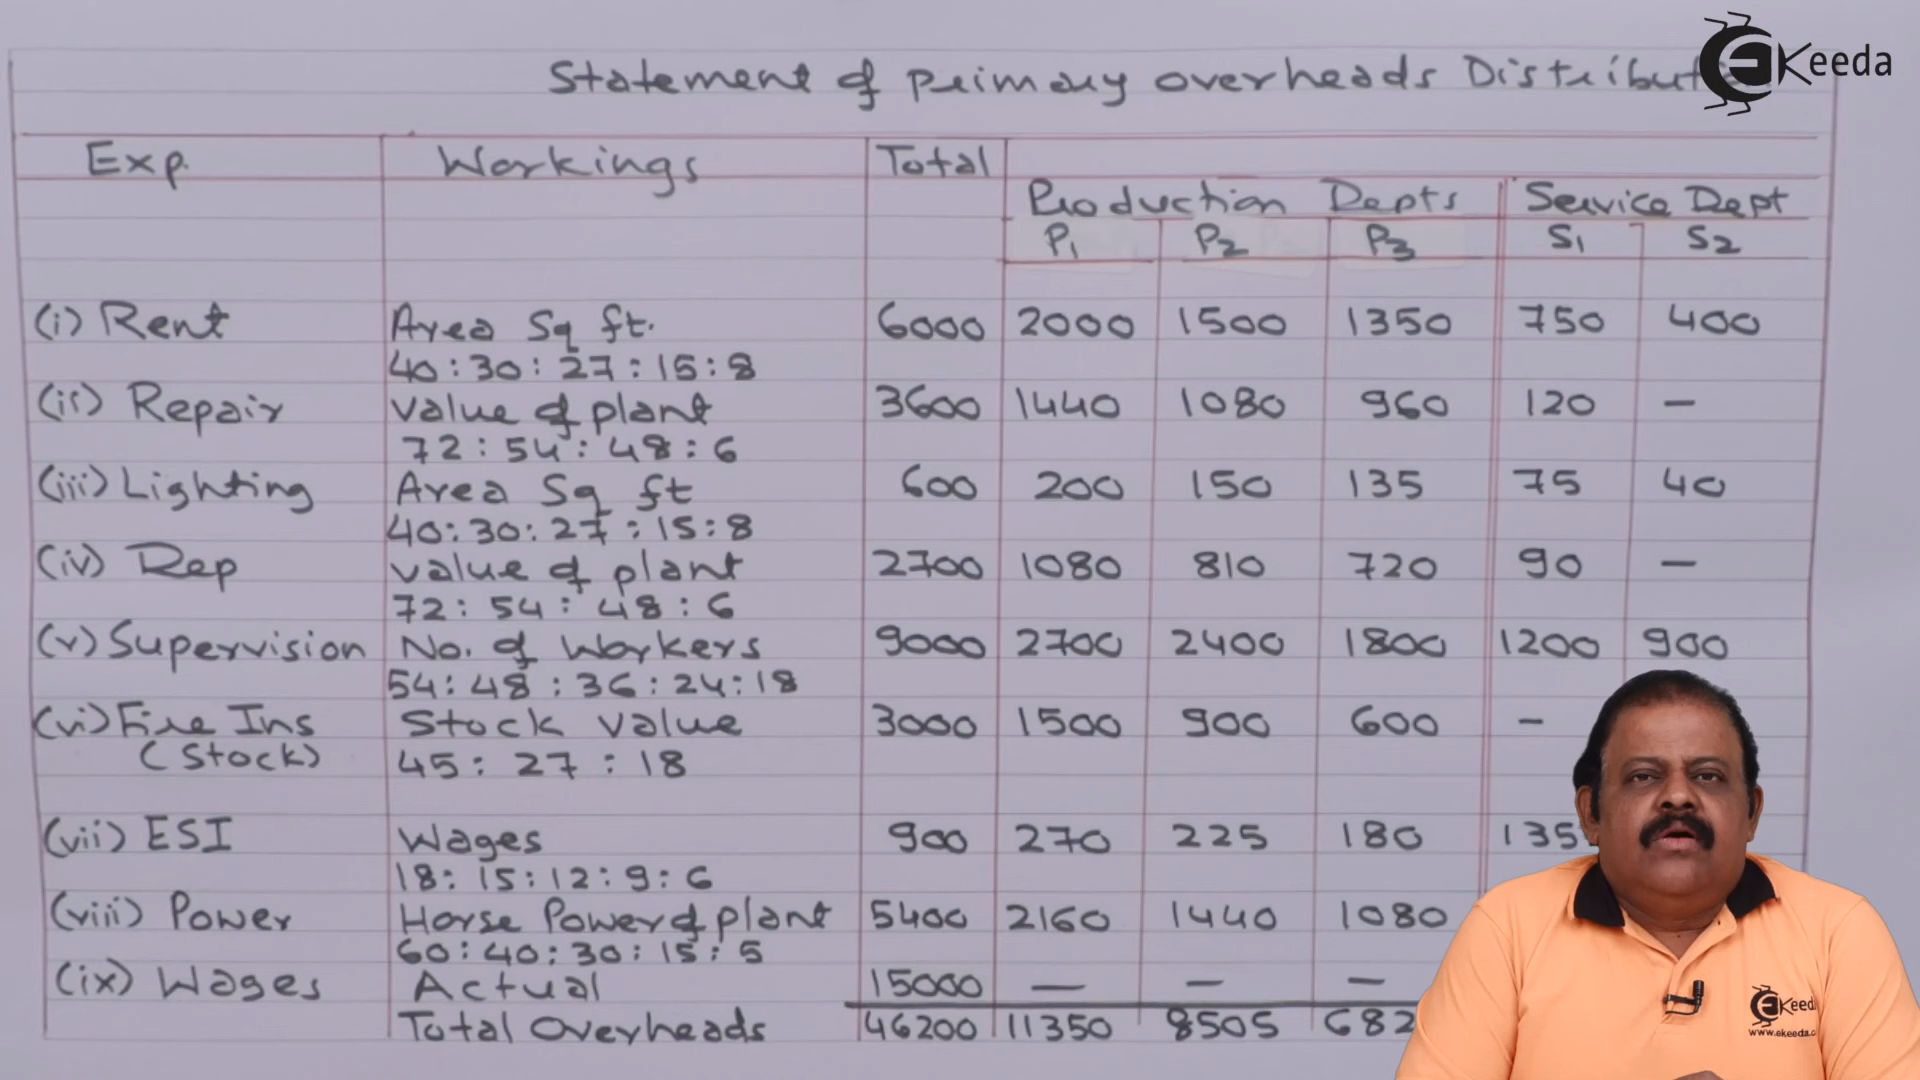 Statement of Primary overheads
Keeda
Exp. Workings Total
Production Depts Service Dept
P1 P2 P3 S1 S2
(i) Rent Area Sq ft. 6000 2000 1500 1350 750 400
40:30:27:15:8
(ii) Repair value of plant 3600 1440 1080 960 120 –
72:54:48:6
(iii) Lighting Area Sq ft 600 200 150 135 75 40
40:30:27:15:8
(iv) Dep value of plant 2700 1080 810 720 90 –
72:54:48:6
(v) Supervision No. of Workers 9000 2700 2400 1800 1200 900
54:48:36:24:18
(vi) Fire Ins Stock value 3000 1500 900 600 –
(Stock) 45:27:18
(vii) ESI Wages 900 270 225 180 135
18:15:12:9:6
(viii) Power Horse Power of plant 5400 2160 1440 1080
60:40:30:15:5
(ix) Wages Actual 15000 – – –
Total Overheads 46200 11350 8505
Keeda